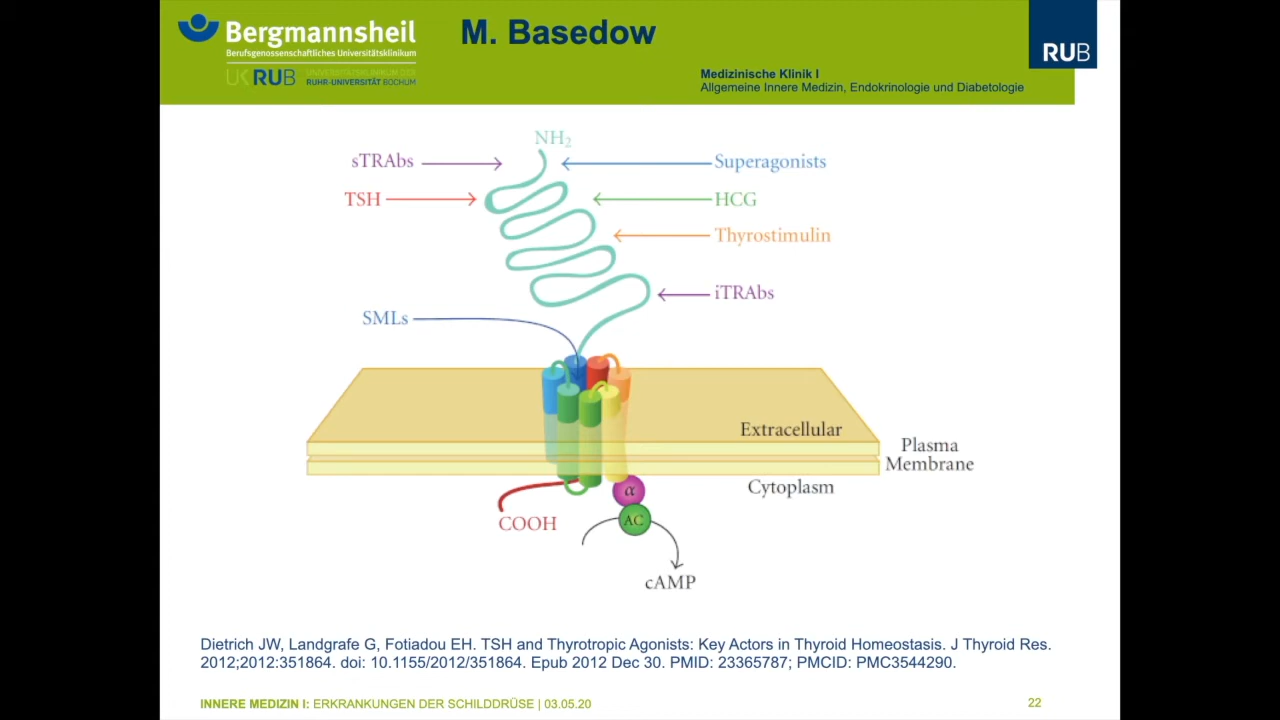 Bergmannsheil
Berufsgenossenschaftliches Universitätsklinikum
UK RUB UNIVERSITÄTSKLINIKUM DER
RUHR-UNIVERSITÄT BOCHUM
M. Basedow
Medizinische Klinik I
Allgemeine Innere Medizin, Endokrinologie und Diabetologie
RUB
NH2
sTRAbs
Superagonists
TSH
HCG
Thyrostimulin
iTRAbs
SMLs
Extracellular
Plasma
Membrane
Cytoplasm
α
AC
COOH
cAMP
Dietrich JW, Landgrafe G, Fotiadou EH. TSH and Thyrotropic Agonists: Key Actors in Thyroid Homeostasis. J Thyroid Res.
2012;2012:351864. doi: 10.1155/2012/351864. Epub 2012 Dec 30. PMID: 23365787; PMCID: PMC3544290.
INNERE MEDIZIN I: ERKRANKUNGEN DER SCHILDDRÜSE | 03.05.20
22